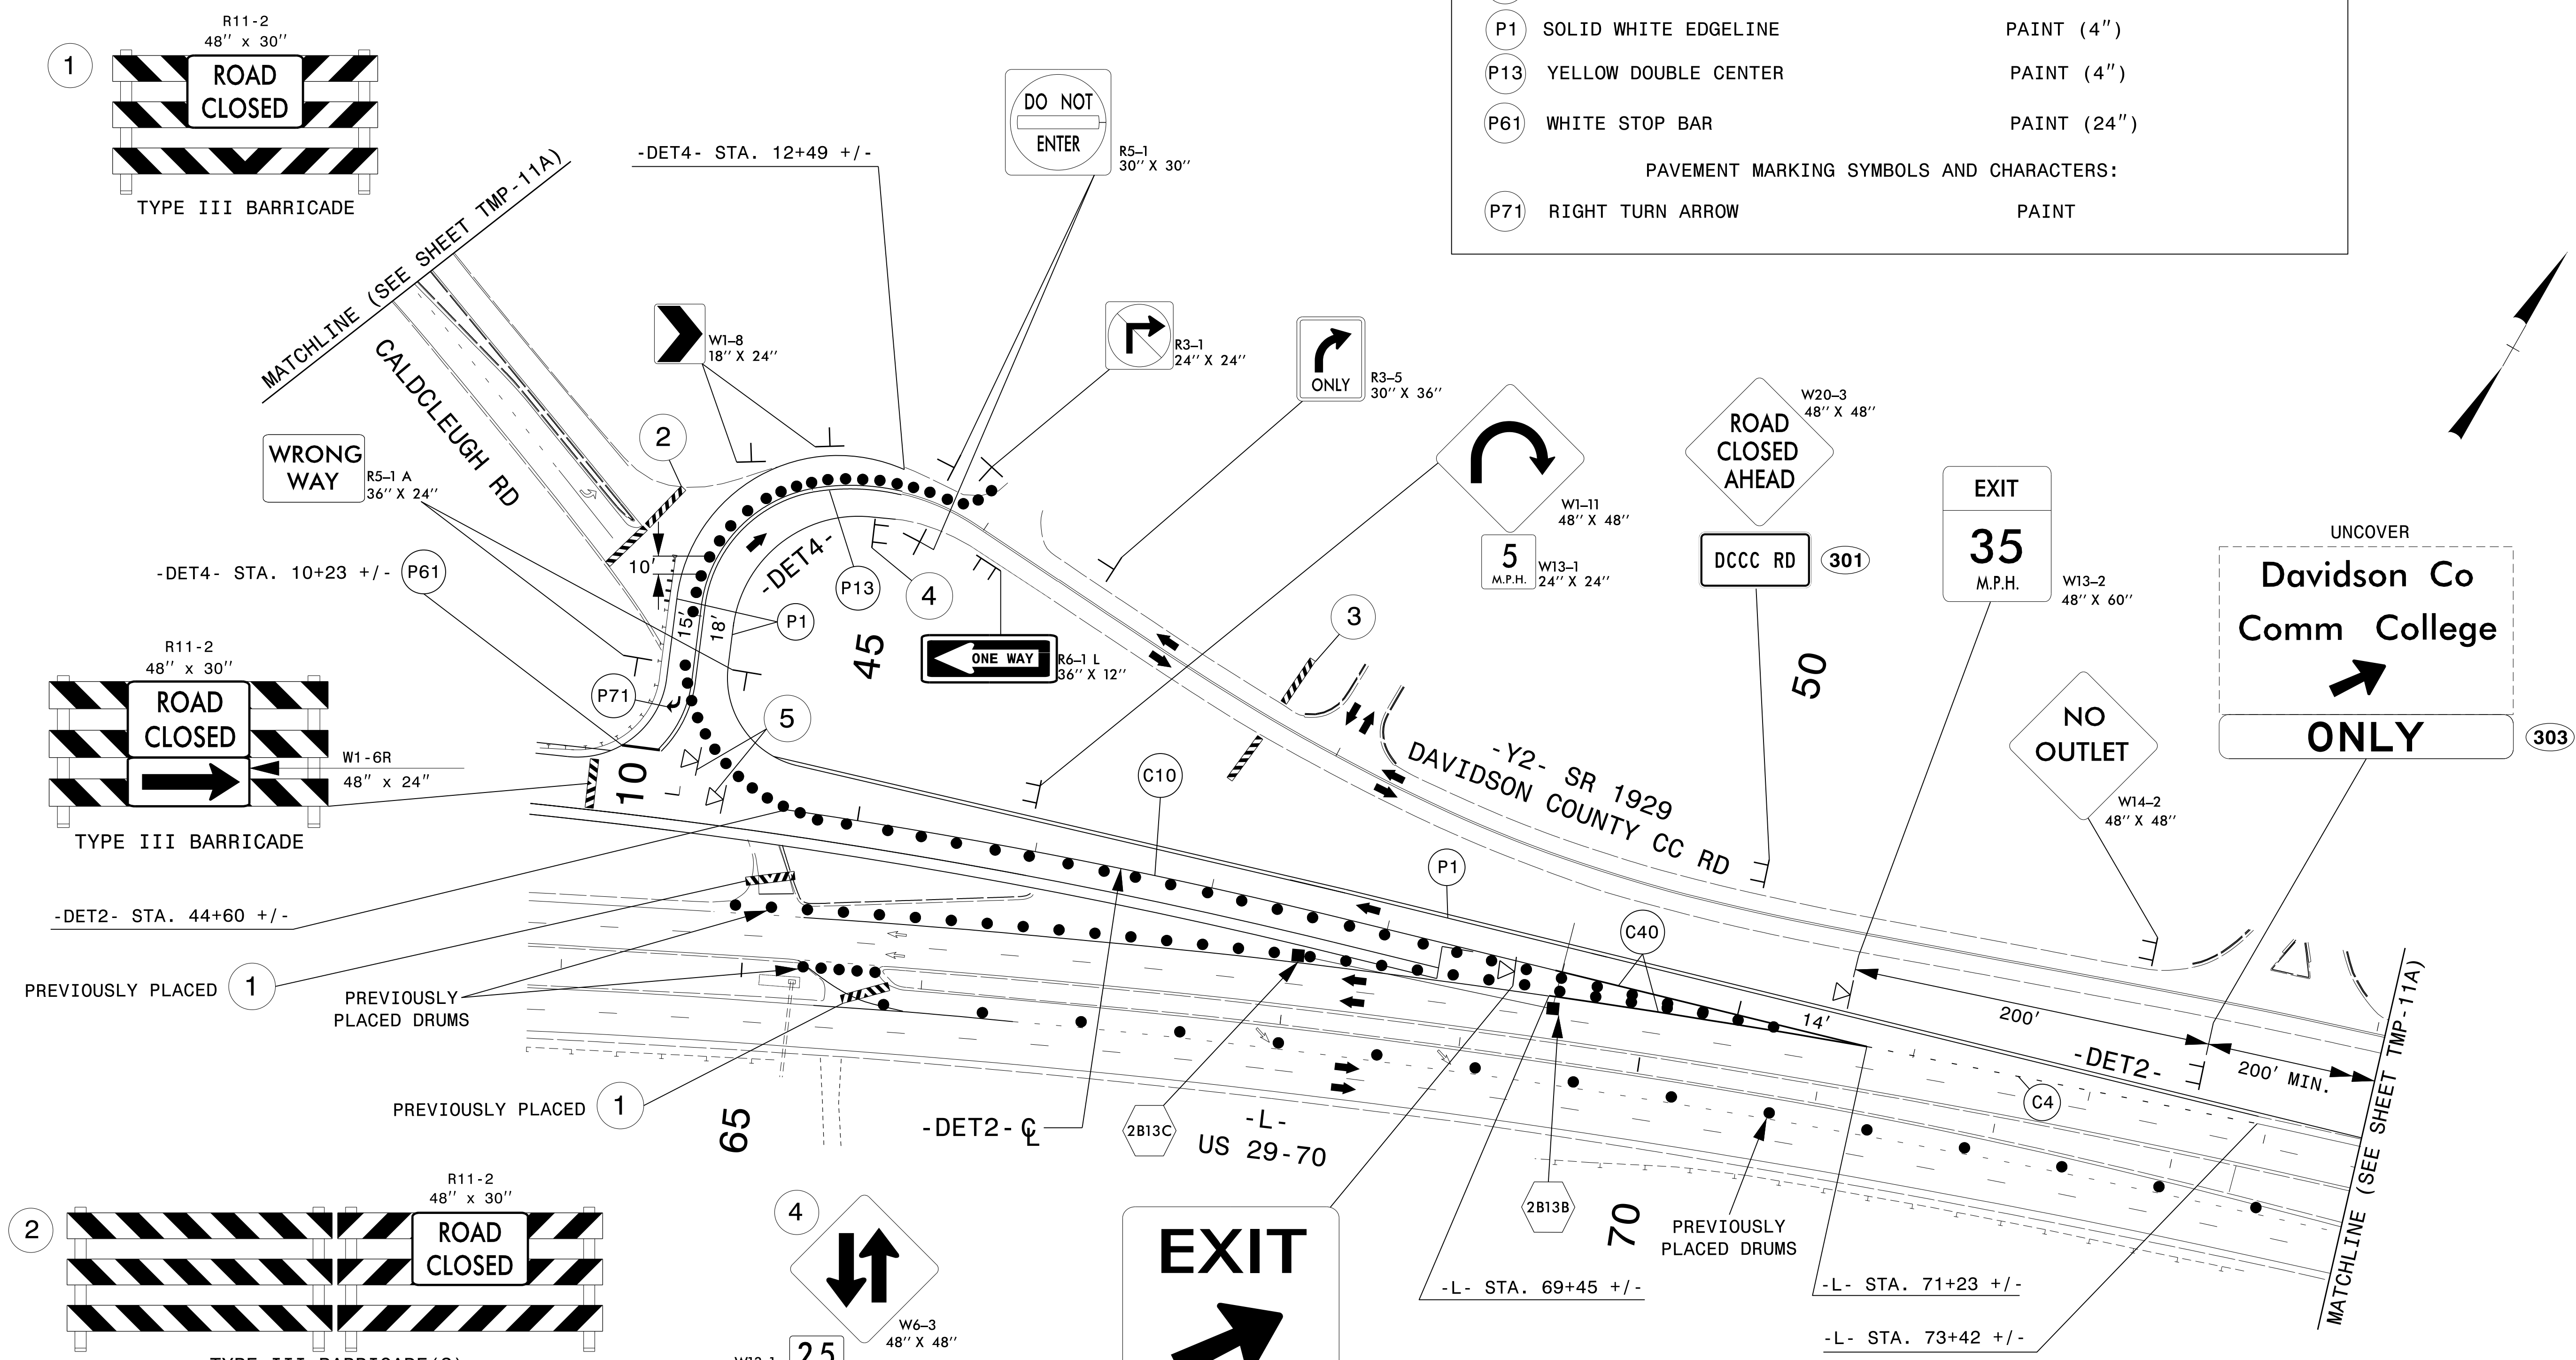 R11-2
48" x 30"
1
ROAD
CLOSED
TYPE III BARRICADE
P1 SOLID WHITE EDGELINE PAINT (4")
P13 YELLOW DOUBLE CENTER PAINT (4")
P61 WHITE STOP BAR PAINT (24")
PAVEMENT MARKING SYMBOLS AND CHARACTERS:
P71 RIGHT TURN ARROW PAINT
MATCHLINE (SEE SHEET TMP-11A)
CALDCLEUGH RD
-DET4- STA. 12+49 +/-
DO NOT
ENTER
R5-1
30" X 30"
W1-8
18" X 24"
R3-1
24" X 24"
ONLY
R3-5
30" X 36"
W1-11
48" X 48"
5
M.P.H.
W13-1
24" X 24"
ROAD
CLOSED
AHEAD
W20-3
48" X 48"
DCCC RD
301
EXIT
35
M.P.H.
W13-2
48" X 60"
UNCOVER
Davidson Co
Comm College
ONLY
303
NO
OUTLET
W14-2
48" X 48"
WRONG
WAY
R5-1 A
36" X 24"
2
-DET4- STA. 10+23 +/-
P61
10'
15'
18'
-DET4-
P13
4
P1
45
ONE WAY
R6-1 L
36" X 12"
3
50
P71
5
10
R11-2
48" x 30"
ROAD
CLOSED
W1-6R
48" x 24"
TYPE III BARRICADE
C10
-Y2- SR 1929
DAVIDSON COUNTY CC RD
P1
C40
-DET2- STA. 44+60 +/-
PREVIOUSLY PLACED 1
PREVIOUSLY
PLACED DRUMS
PREVIOUSLY PLACED 1
65
-DET2- CL
2B13C
-L-
US 29-70
14'
200'
-DET2-
200' MIN.
C4
MATCHLINE (SEE SHEET TMP-11A)
2B13B
70
PREVIOUSLY
PLACED DRUMS
-L- STA. 69+45 +/-
-L- STA. 71+23 +/-
-L- STA. 73+42 +/-
2
R11-2
48" x 30"
ROAD
CLOSED
TYPE III BARRICADE(S)
4
W6-3
48" X 48"
W13-1
25
EXIT